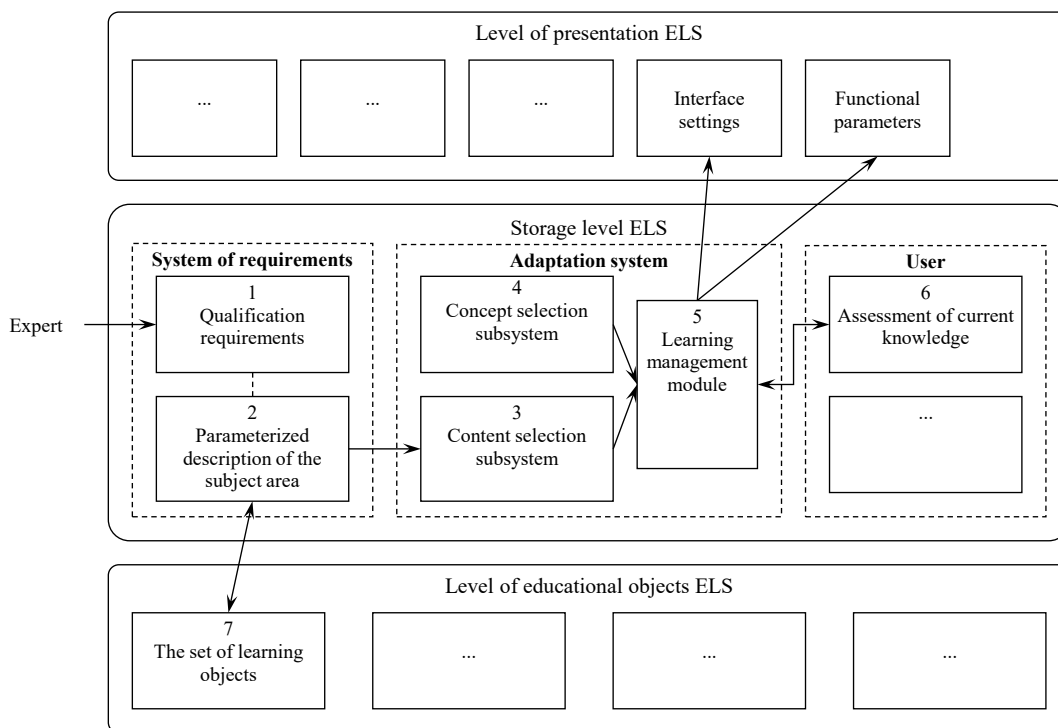 Level of presentation ELS
...
...
...
Interface
settings
Functional
parameters
Storage level ELS
System of requirements
1
Qualification
requirements
2
Parameterized
description of the
subject area
Expert
Adaptation system
4
Concept selection
subsystem
3
Content selection
subsystem
5
Learning
management
module
User
6
Assessment of current
knowledge
...
Level of educational objects ELS
7
The set of learning
objects
...
...
...